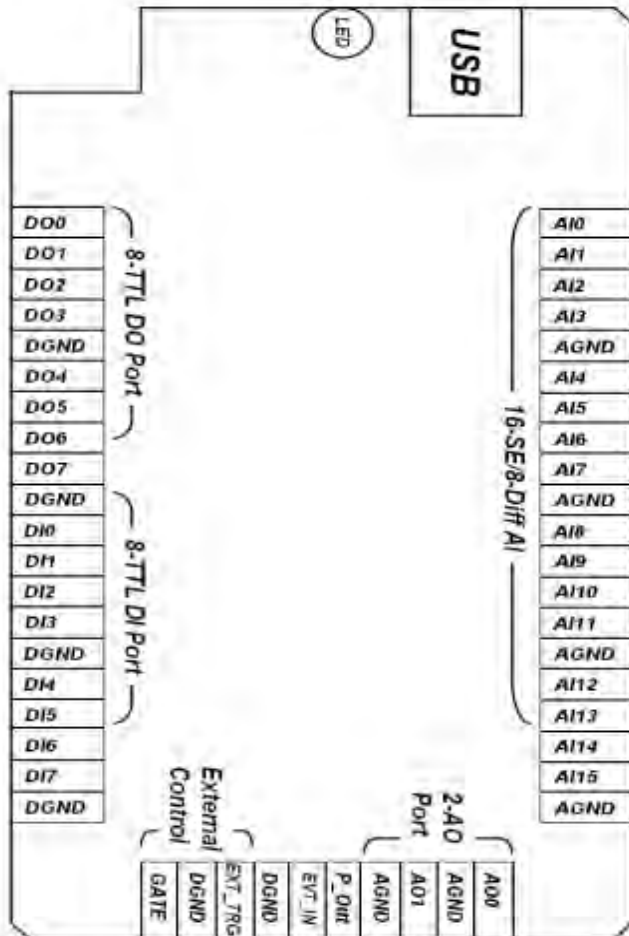 LED
USB
DO0
DO1
DO2
DO3
DGND
DO4
DO5
DO6
DO7
DGND
DI0
DI1
DI2
DI3
DGND
DI4
DI5
DI6
DI7
DGND
8-TTL DO Port
8-TTL DI Port
16-SE/8-Diff AI
AI0
AI1
AI2
AI3
AGND
AI4
AI5
AI6
AI7
AGND
AI8
AI9
AI10
AI11
AGND
AI12
AI13
AI14
AI15
AGND
External
Control
2-AO
Port
GATE
DGND
EXT_TRG
DGND
EVT_IN
P_Out
AGND
AO1
AGND
AO0